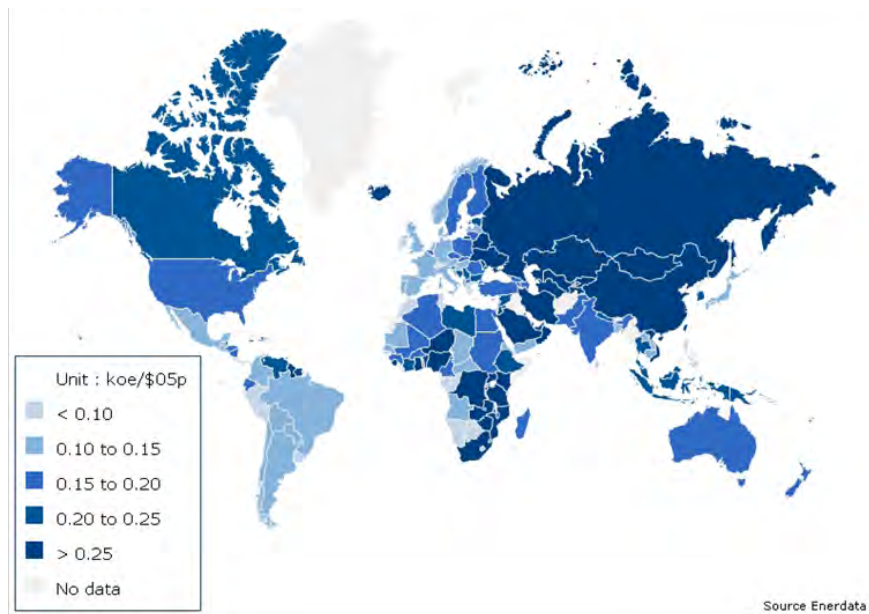 Unit : koe/$05p
< 0.10
0.10 to 0.15
0.15 to 0.20
0.20 to 0.25
> 0.25
No data
Source Enerdata